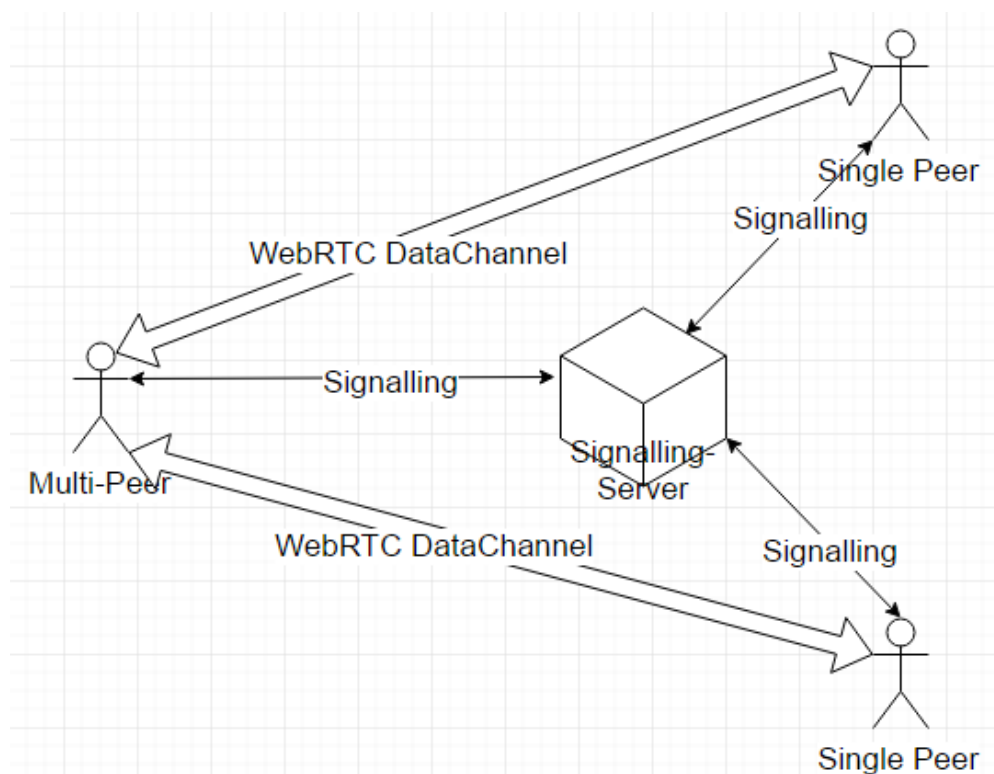 Single Peer
Signalling
WebRTC DataChannel
Signalling
Signalling-
Server
Multi-Peer
WebRTC DataChannel
Signalling
Single Peer